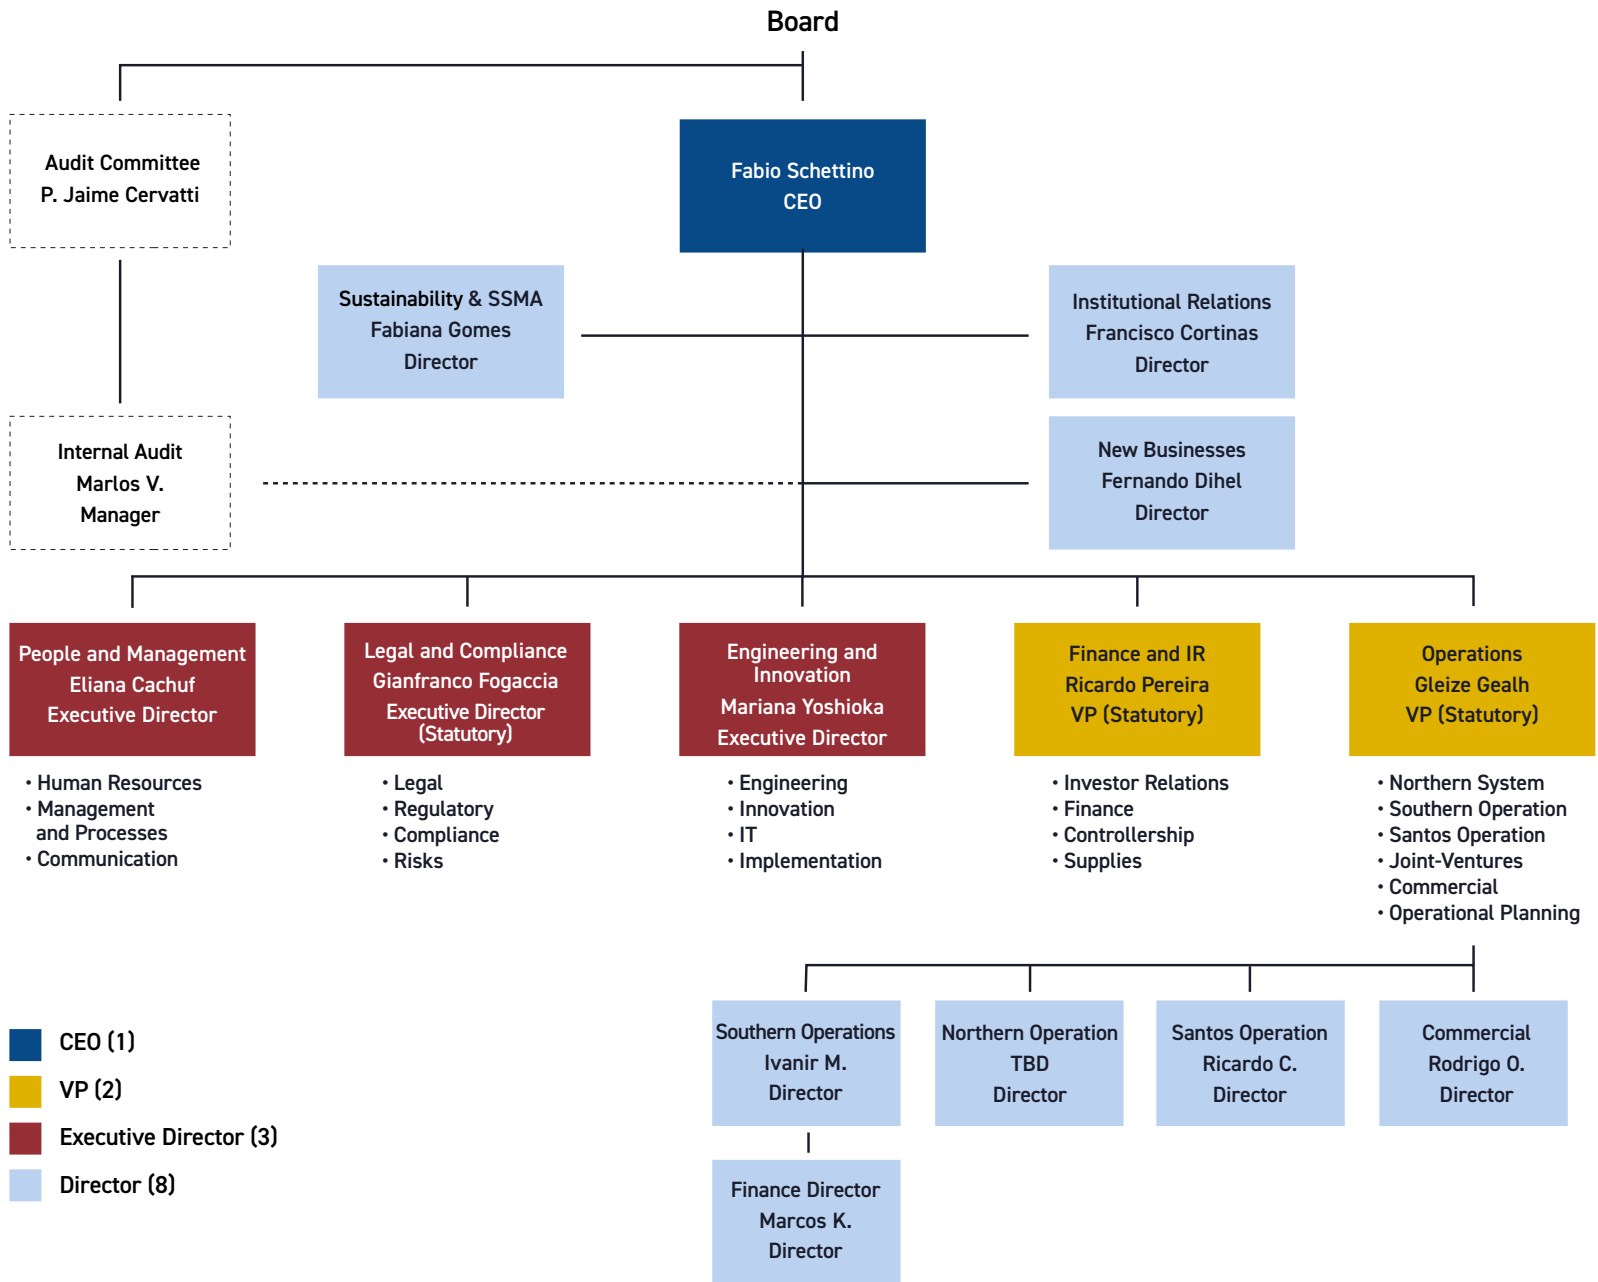 Board
Audit Committee
P. Jaime Cervatti
Fabio Schettino
CEO
Sustainability & SSMA
Fabiana Gomes
Director
Institutional Relations
Francisco Cortinas
Director
Internal Audit
Marlos V.
Manager
New Businesses
Fernando Dihel
Director
People and Management
Eliana Cachuf
Executive Director
Legal and Compliance
Gianfranco Fogaccia
Executive Director
(Statutory)
Engineering and
Innovation
Mariana Yoshioka
Executive Director
Finance and IR
Ricardo Pereira
VP (Statutory)
Operations
Gleize Gealh
VP (Statutory)
• Human Resources
• Management
and Processes
• Communication
• Legal
• Regulatory
• Compliance
• Risks
• Engineering
• Innovation
• IT
• Implementation
• Investor Relations
• Finance
• Controllership
• Supplies
• Northern System
• Southern Operation
• Santos Operation
• Joint-Ventures
• Commercial
• Operational Planning
Southern Operations
Ivanir M.
Director
Northern Operation
TBD
Director
Santos Operation
Ricardo C.
Director
Commercial
Rodrigo O.
Director
Finance Director
Marcos K.
Director
CEO (1)
VP (2)
Executive Director (3)
Director (8)